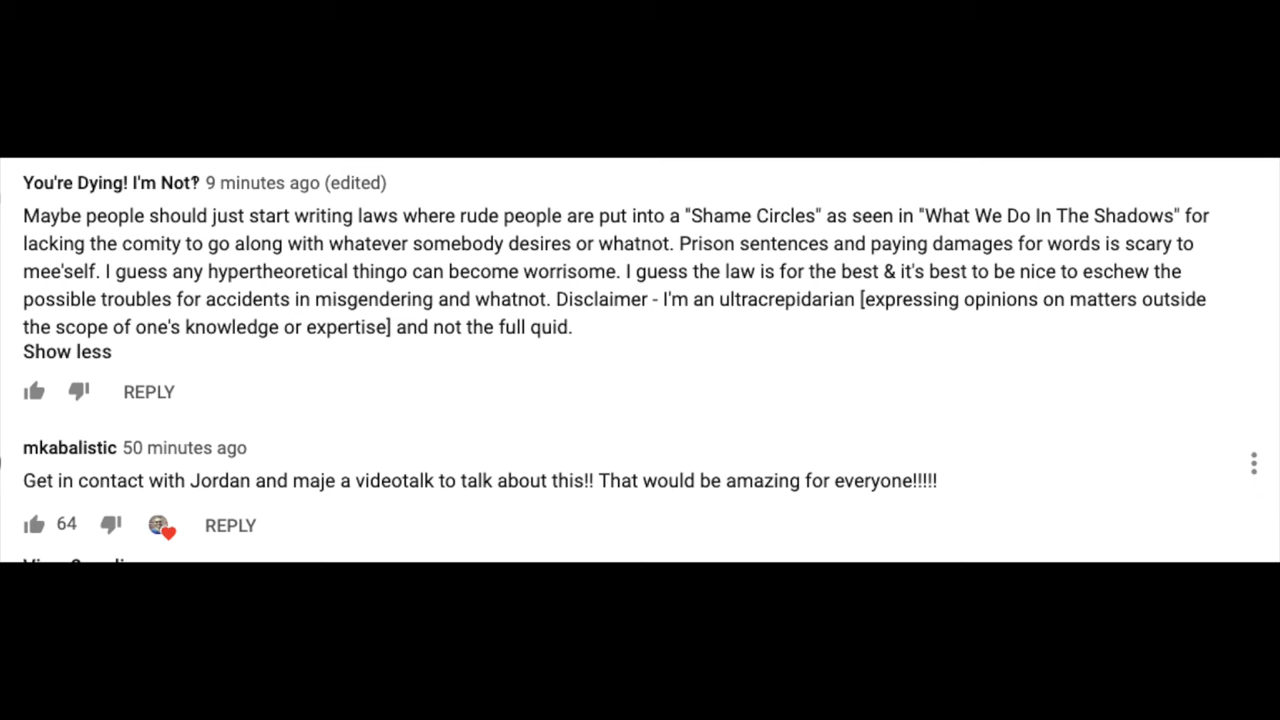 You're Dying! I'm Not‽ 9 minutes ago (edited)
Maybe people should just start writing laws where rude people are put into a "Shame Circles" as seen in "What We Do In The Shadows" for
lacking the comity to go along with whatever somebody desires or whatnot. Prison sentences and paying damages for words is scary to
mee'self. I guess any hypertheoretical thingo can become worrisome. I guess the law is for the best & it's best to be nice to eschew the
possible troubles for accidents in misgendering and whatnot. Disclaimer - I'm an ultracrepidarian [expressing opinions on matters outside
the scope of one's knowledge or expertise] and not the full quid.
Show less
REPLY
mkabalistic 50 minutes ago
Get in contact with Jordan and maje a videotalk to talk about this!! That would be amazing for everyone!!!!!
64 REPLY